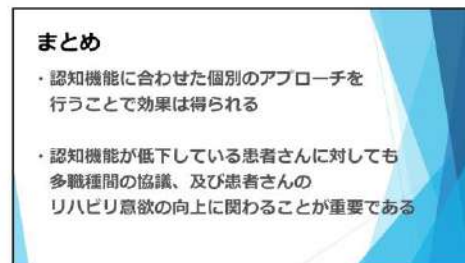 まとめ
・認知機能に合わせた個別のアプローチを
行うことで効果は得られる
・認知機能が低下している患者さんに対しても
多職種間の協議、及び患者さんの
リハビリ意欲の向上に関わることが重要である